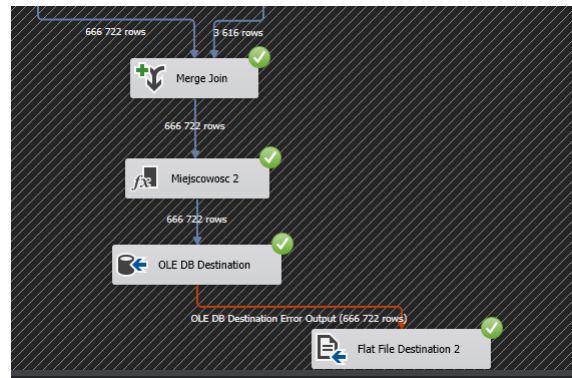 666 722 rows
3 616 rows
Merge Join
666 722 rows
Miejscowosc 2
666 722 rows
OLE DB Destination
OLE DB Destination Error Output (666 722 rows)
Flat File Destination 2